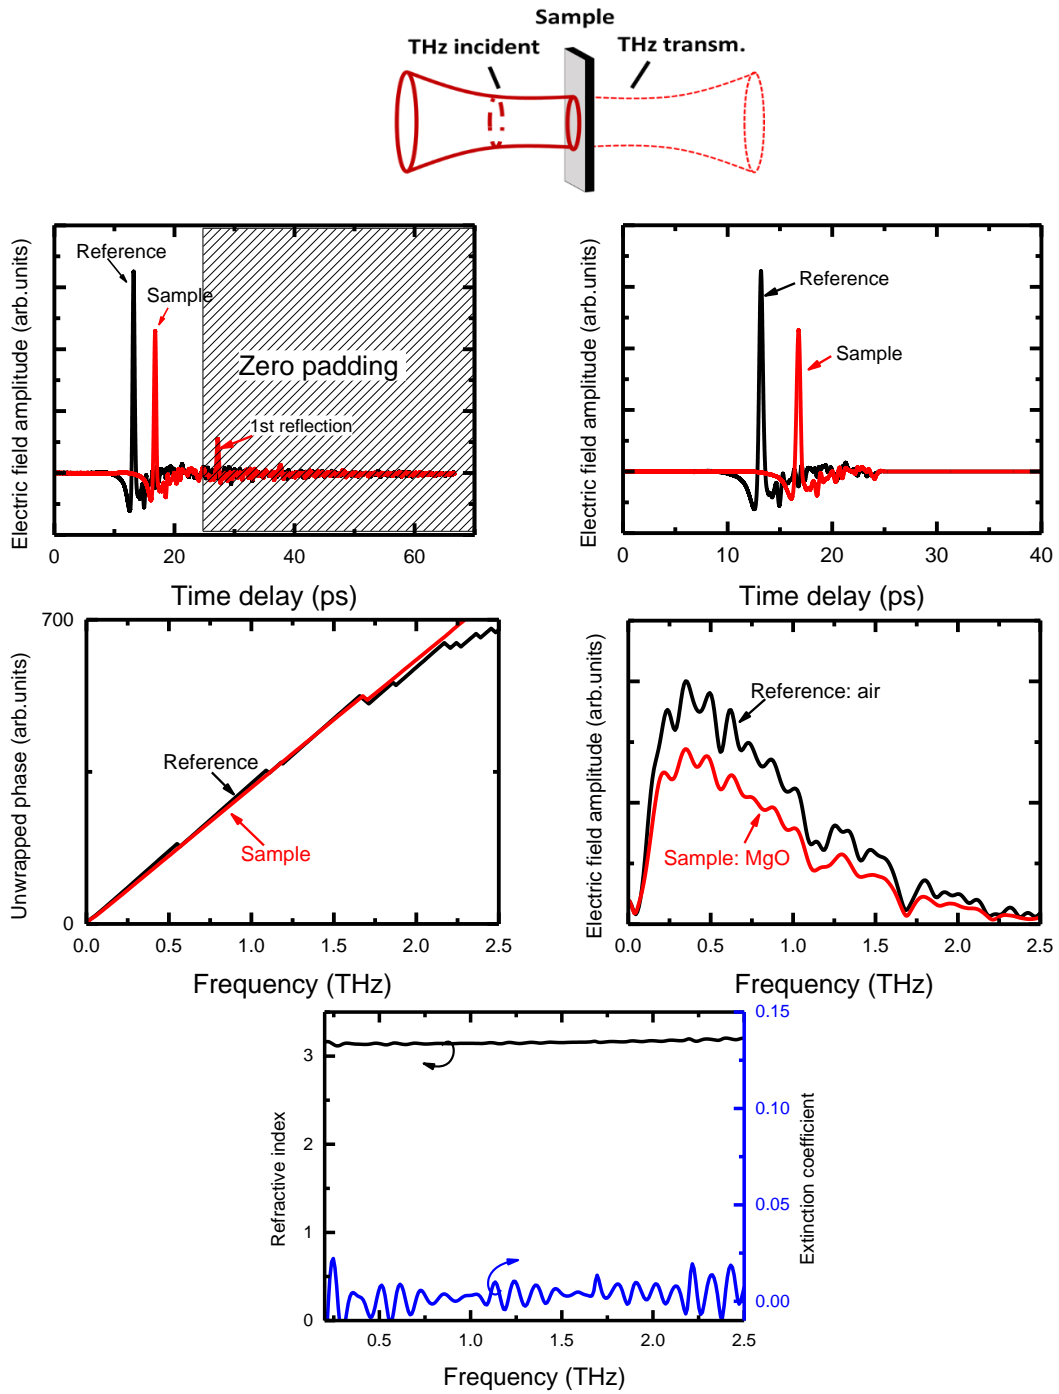 Sample
THz incident
THz transm.
Electric field amplitude (arb.units)
Reference
Sample
Zero padding
1st reflection
0
20
40
60
Time delay (ps)
Electric field amplitude (arb.units)
Reference
Sample
0
10
20
30
40
Time delay (ps)
Unwrapped phase (arb.units)
700
0
Reference
Sample
0.0
0.5
1.0
1.5
2.0
2.5
Frequency (THz)
Electric field amplitude (arb.units)
Reference: air
Sample: MgO
0.0
0.5
1.0
1.5
2.0
2.5
Frequency (THz)
Refractive index
3
2
1
0
0.15
0.10
0.05
0.00
Extinction coefficient
0.5
1.0
1.5
2.0
2.5
Frequency (THz)